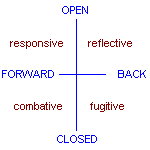 OPEN
responsive reflective
FORWARD BACK
combative fugitive
CLOSED